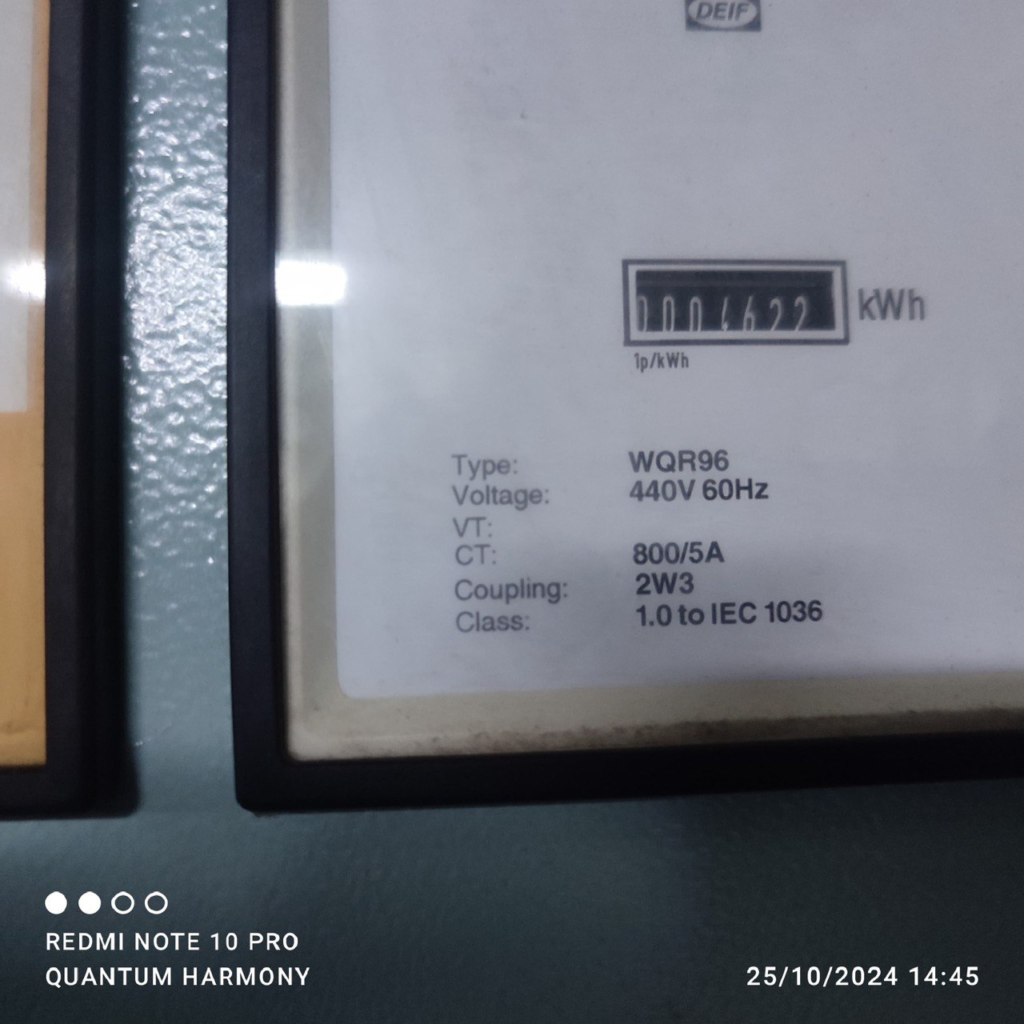 DEIF
kWh
1p/kWh
Type: WQR96
Voltage: 440V 60Hz
VT:
CT: 800/5A
Coupling: 2W3
Class: 1.0 to IEC 1036
REDMI NOTE 10 PRO
QUANTUM HARMONY
25/10/2024 14:45